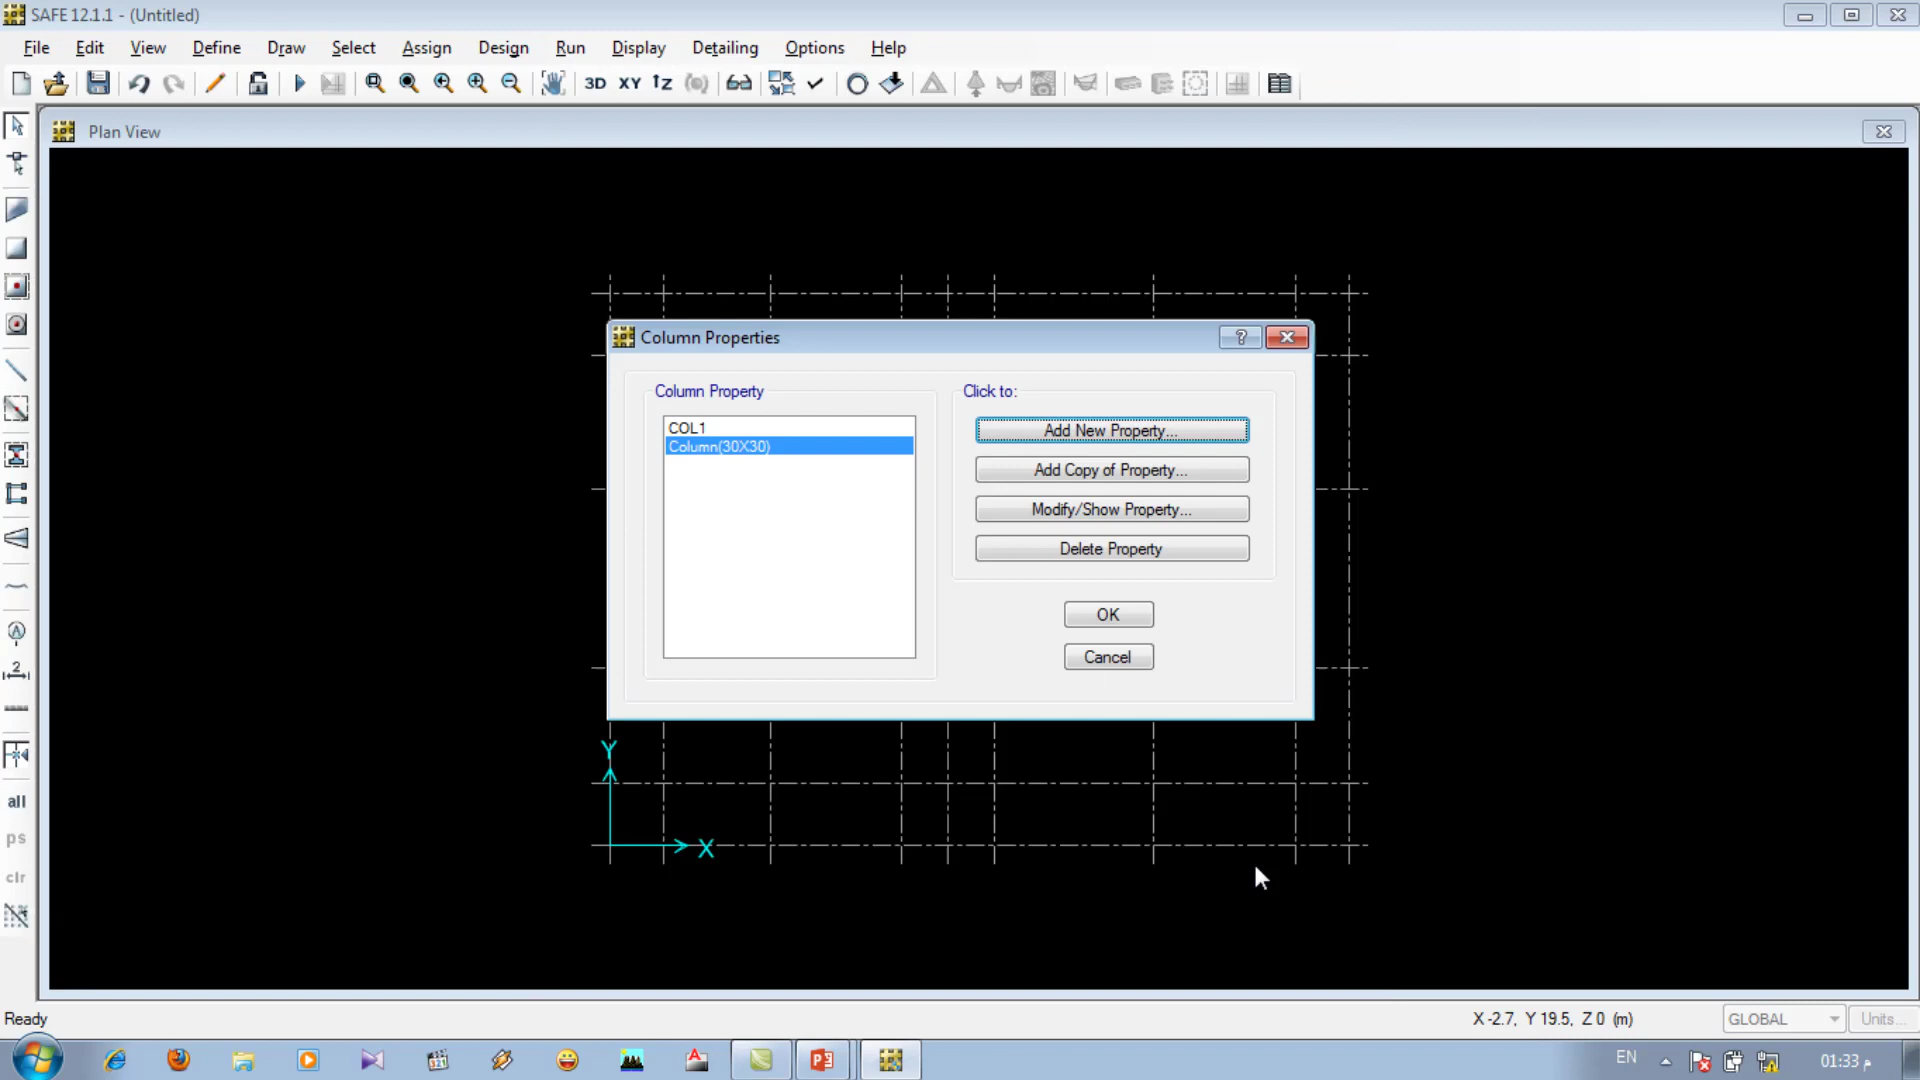 SAFE 12.1.1 - (Untitled)
File Edit View Define Draw Select Assign Design Run Display Detailing Options Help
3D XY
Plan View
Column Properties
?
Column Property
COL1
Column(30X30)
Click to:
Add New Property...
Add Copy of Property...
Modify/Show Property...
Delete Property
OK
Cancel
Y
X
all
ps
clr
Ready
X -2.7, Y 19.5, Z 0 (m)
GLOBAL
Units...
EN
01:33 م